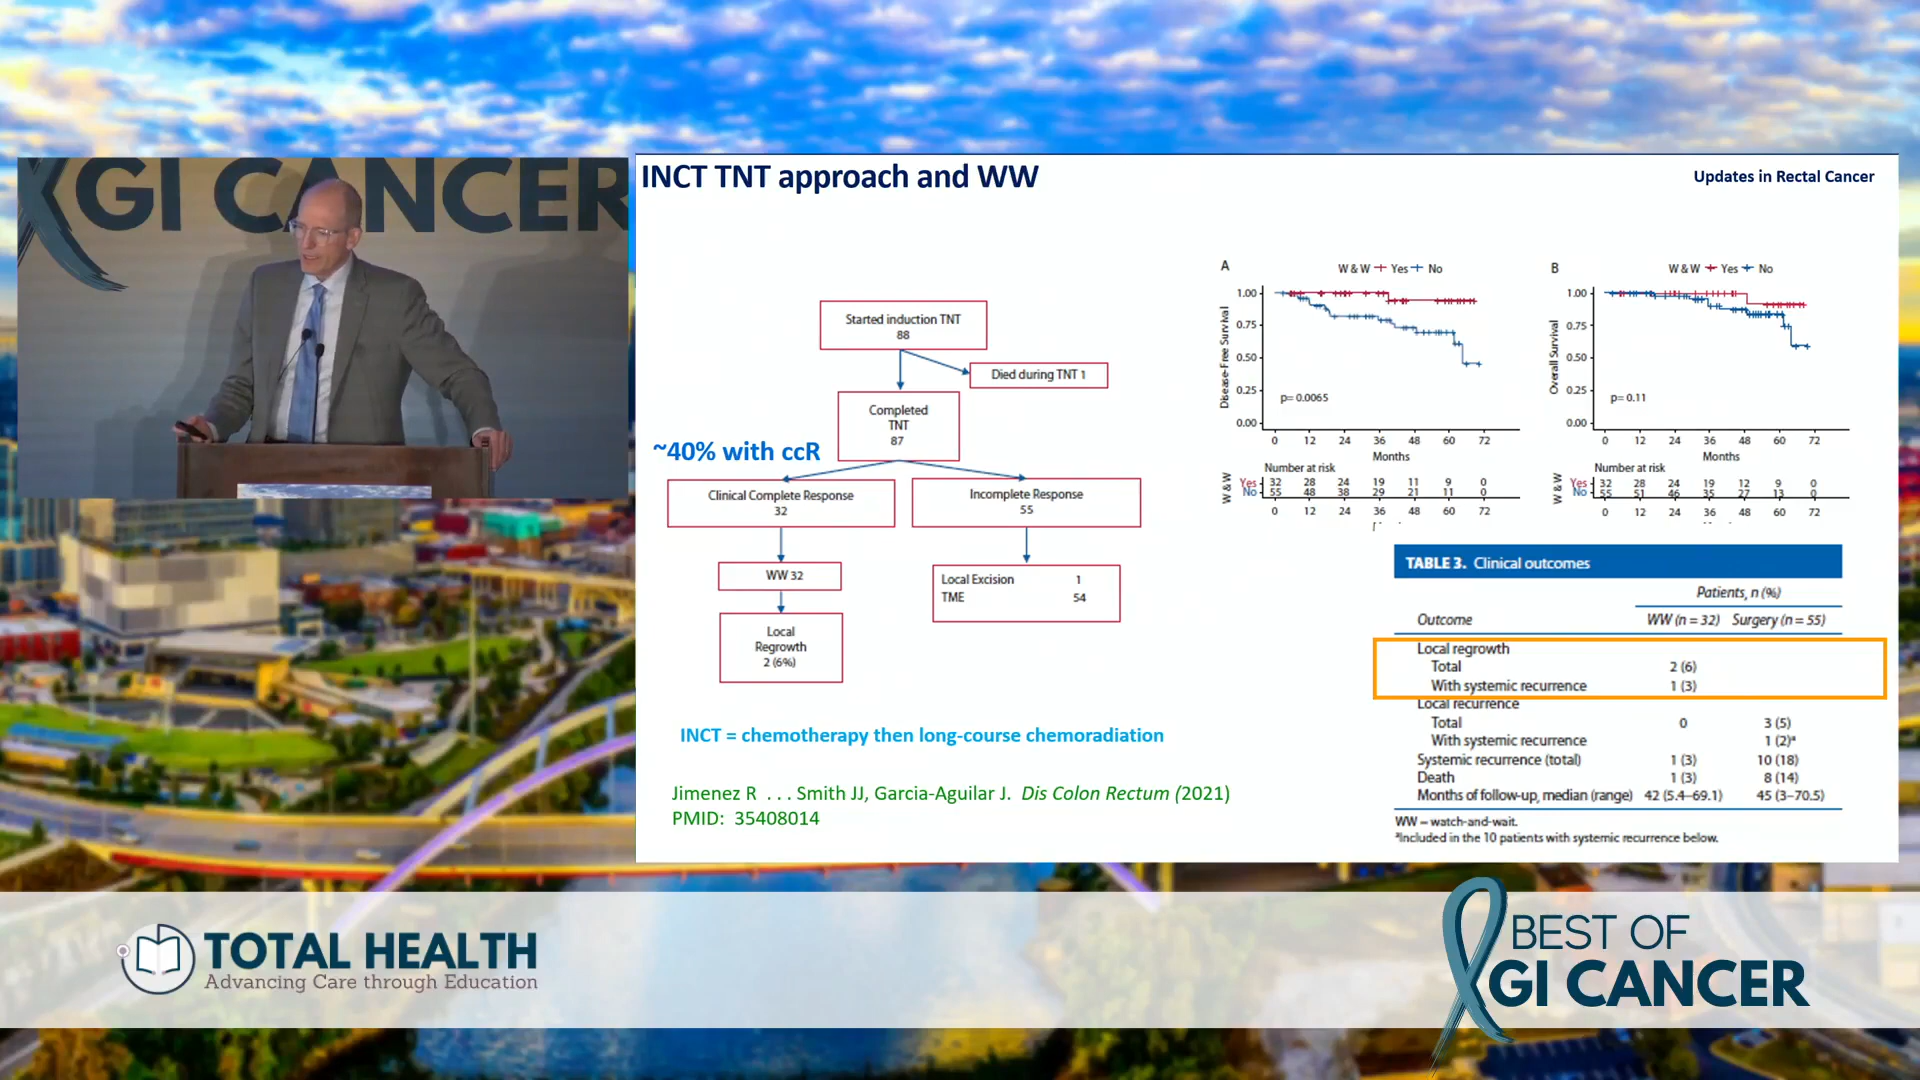 GI CANCER
INCT TNT approach and WW
Updates in Rectal Cancer
Started induction TNT
88
Died during TNT 1
Completed
TNT
87
~40% with ccR
Clinical Complete Response
32
Incomplete Response
55
WW 32
Local Excision 1
TME 54
Local
Regrowth
2 (6%)
INCT = chemotherapy then long-course chemoradiation
Jimenez R . . . Smith JJ, Garcia-Aguilar J. Dis Colon Rectum (2021)
PMID: 35408014
A
W & W Yes No
Disease-Free Survival
1.00
0.75
0.50
0.25
0.00
p= 0.0065
0 12 24 36 48 60 72
Months
Number at risk
W & W
Yes 32 28 24 19 11 9 0
No 55 48 38 29 21 11 0
0 12 24 36 48 60 72
B
W & W Yes No
Overall Survival
1.00
0.75
0.50
0.25
0.00
p= 0.11
0 12 24 36 48 60 72
Months
Number at risk
W & W
Yes 32 28 24 19 12 9 0
No 55 51 46 35 27 13 0
0 12 24 36 48 60 72
TABLE 3. Clinical outcomes
Patients, n (%)
Outcome WW (n = 32) Surgery (n = 55)
Local regrowth
Total 2 (6)
With systemic recurrence 1 (3)
Local recurrence
Total 0 3 (5)
With systemic recurrence 1 (2)ª
Systemic recurrence (total) 1 (3) 10 (18)
Death 1 (3) 8 (14)
Months of follow-up, median (range) 42 (5.4–69.1) 45 (3–70.5)
WW = watch-and-wait.
ªIncluded in the 10 patients with systemic recurrence below.
TOTAL HEALTH
Advancing Care through Education
BEST OF
GI CANCER